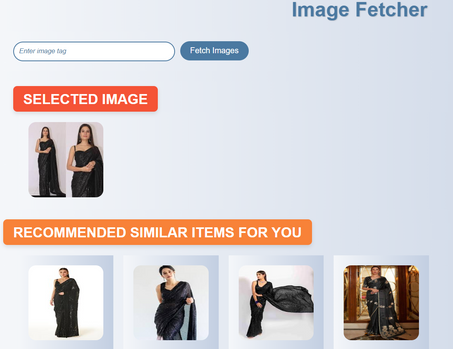 Image Fetcher
Enter image tag
Fetch Images
SELECTED IMAGE
RECOMMENDED SIMILAR ITEMS FOR YOU